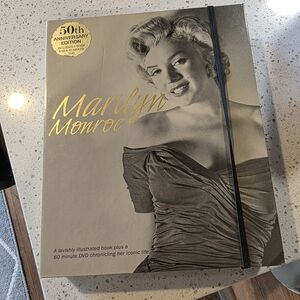 50th
ANNIVERSARY
EDITION
Marilyn
Monroe
A lavishly illustrated book plus a
60 minute DVD chronicling her iconic life